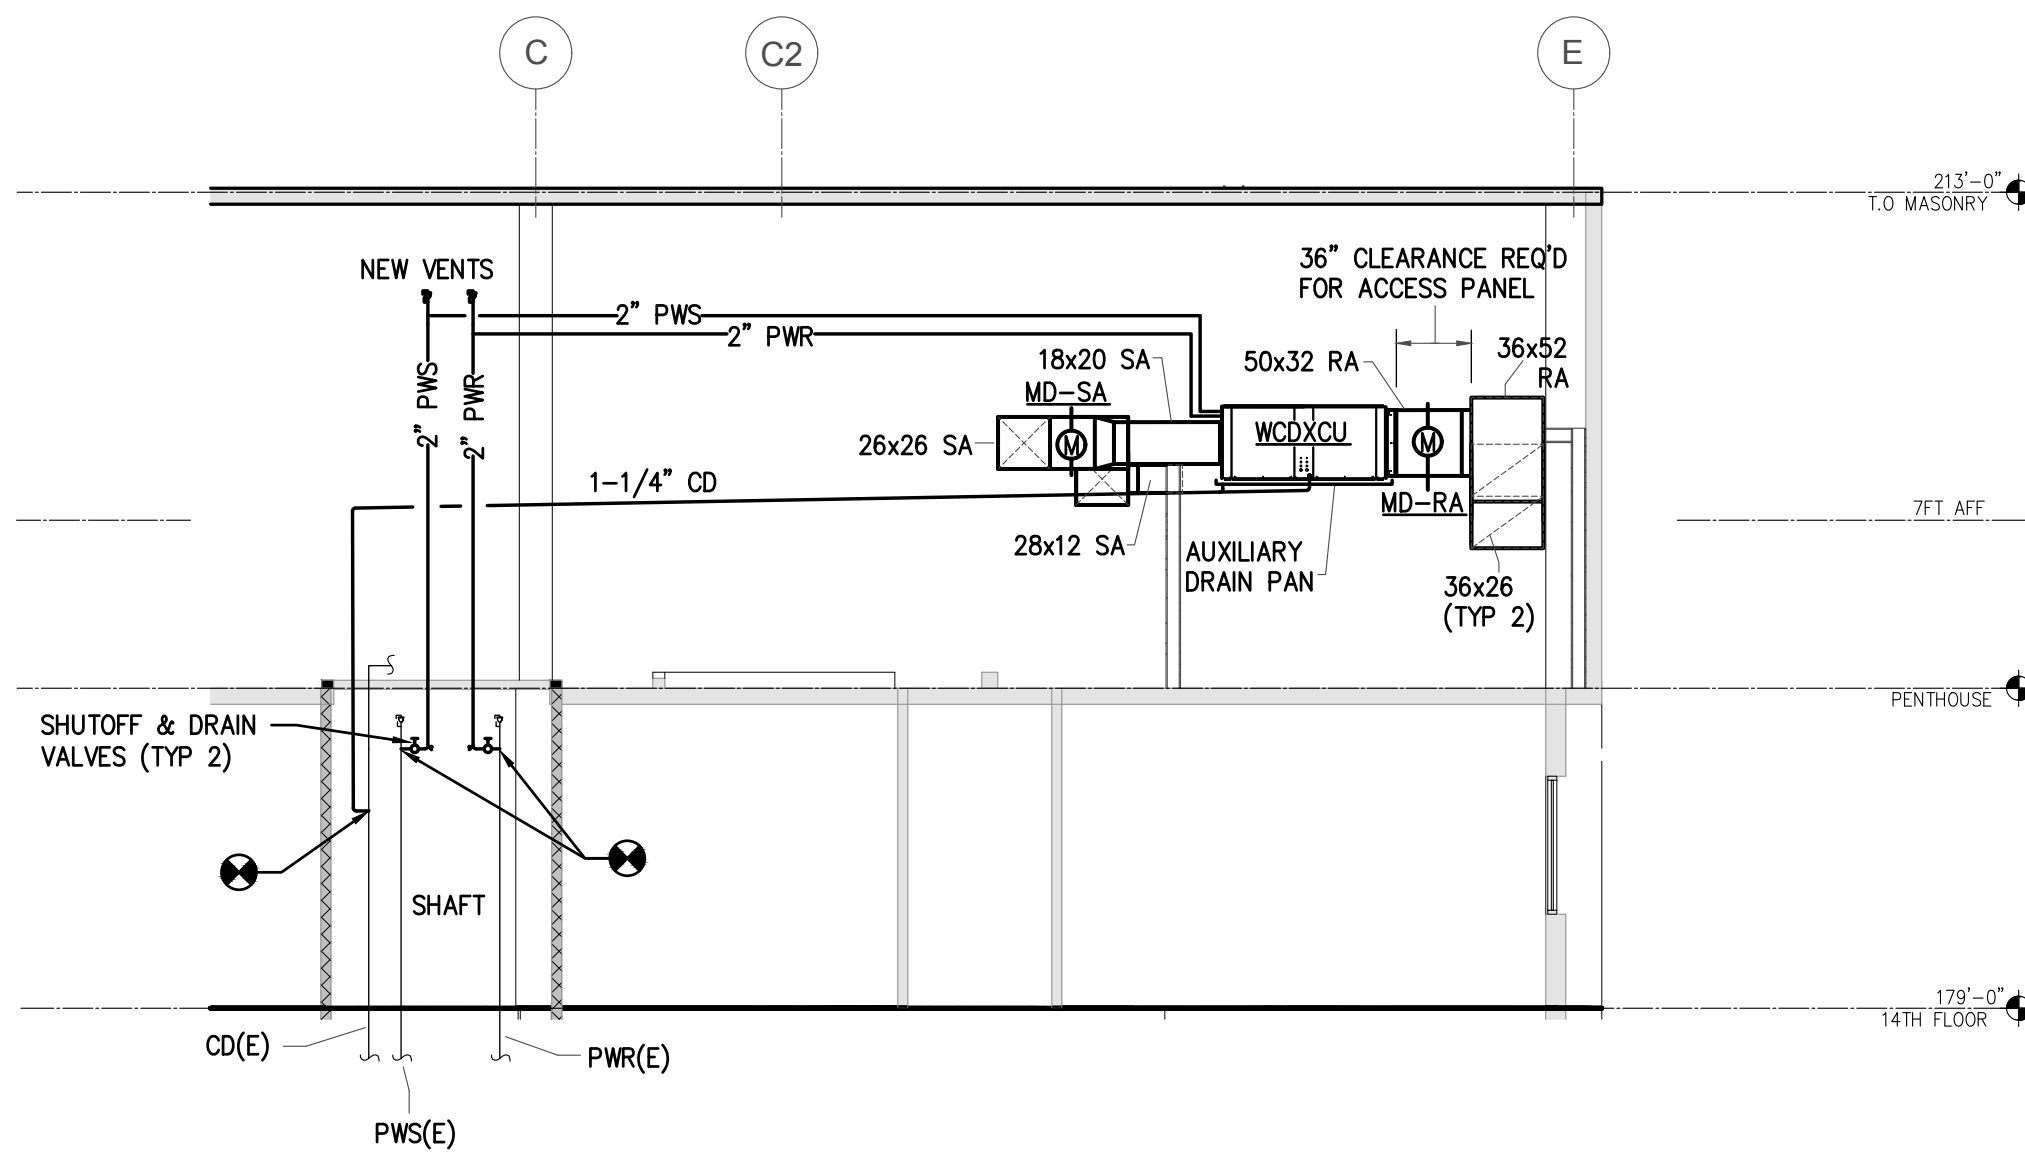 C
C2
E
213'-0"
T.O MASONRY
NEW VENTS
36" CLEARANCE REQ'D
FOR ACCESS PANEL
2" PWS
2" PWR
2" PWS
2" PWR
18x20 SA
MD-SA
50x32 RA
36x52
RA
26x26 SA
M
WCDXCU
M
1-1/4" CD
MD-RA
7FT AFF
28x12 SA
AUXILIARY
DRAIN PAN
36x26
(TYP 2)
PENTHOUSE
SHUTOFF & DRAIN
VALVES (TYP 2)
SHAFT
179'-0"
14TH FLOOR
CD(E)
PWR(E)
PWS(E)